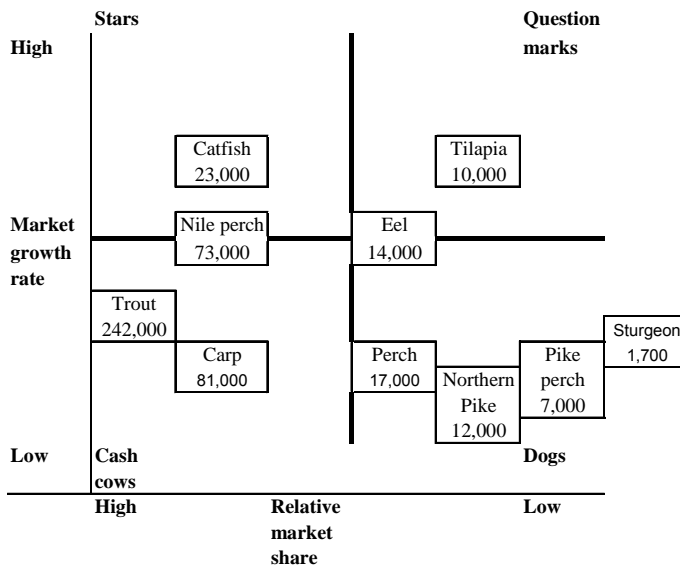 Stars
Question
marks
High
Catfish
23,000
Tilapia
10,000
Market
growth
rate
Nile perch
73,000
Eel
14,000
Trout
242,000
Carp
81,000
Perch
17,000
Northern
Pike
12,000
Pike
perch
7,000
Sturgeon
1,700
Low
Cash
cows
Dogs
High
Relative
market
share
Low